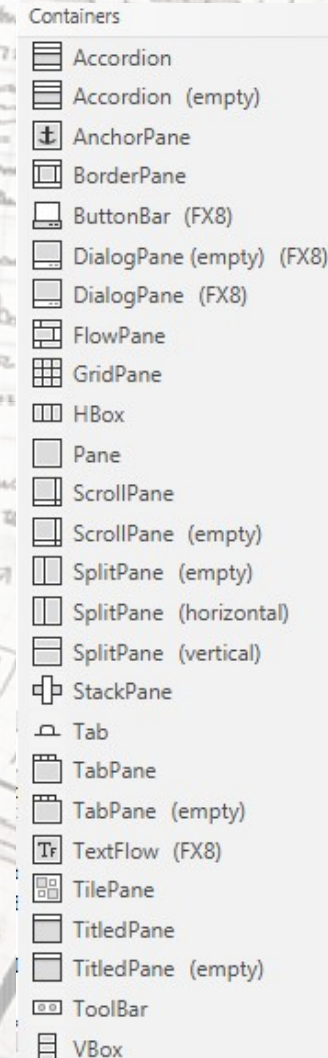 Containers
Accordion
Accordion (empty)
AnchorPane
BorderPane
ButtonBar (FX8)
DialogPane (empty) (FX8)
DialogPane (FX8)
FlowPane
GridPane
HBox
Pane
ScrollPane
ScrollPane (empty)
SplitPane (empty)
SplitPane (horizontal)
SplitPane (vertical)
StackPane
Tab
TabPane
TabPane (empty)
TextFlow (FX8)
TilePane
TitledPane
TitledPane (empty)
ToolBar
VBox